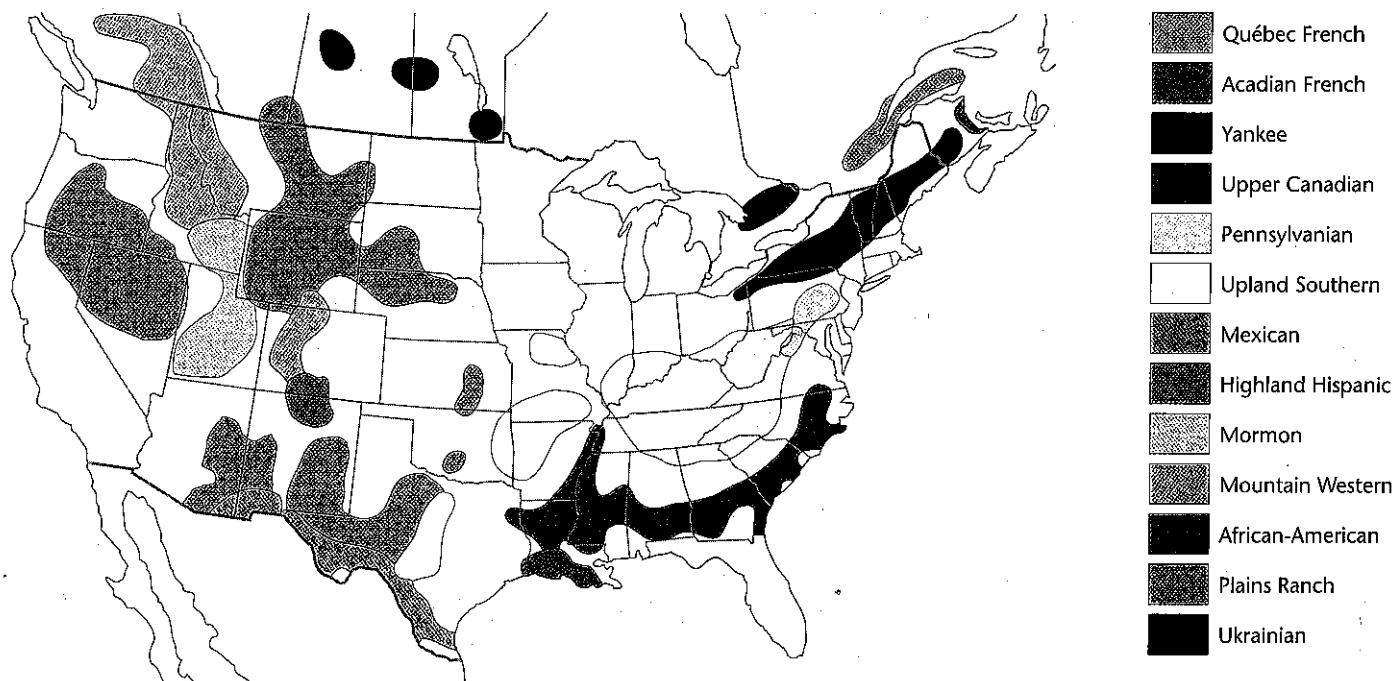 Québec French
Acadian French
Yankee
Upper Canadian
Pennsylvanian
Upland Southern
Mexican
Highland Hispanic
Mormon
Mountain Western
African-American
Plains Ranch
Ukrainian